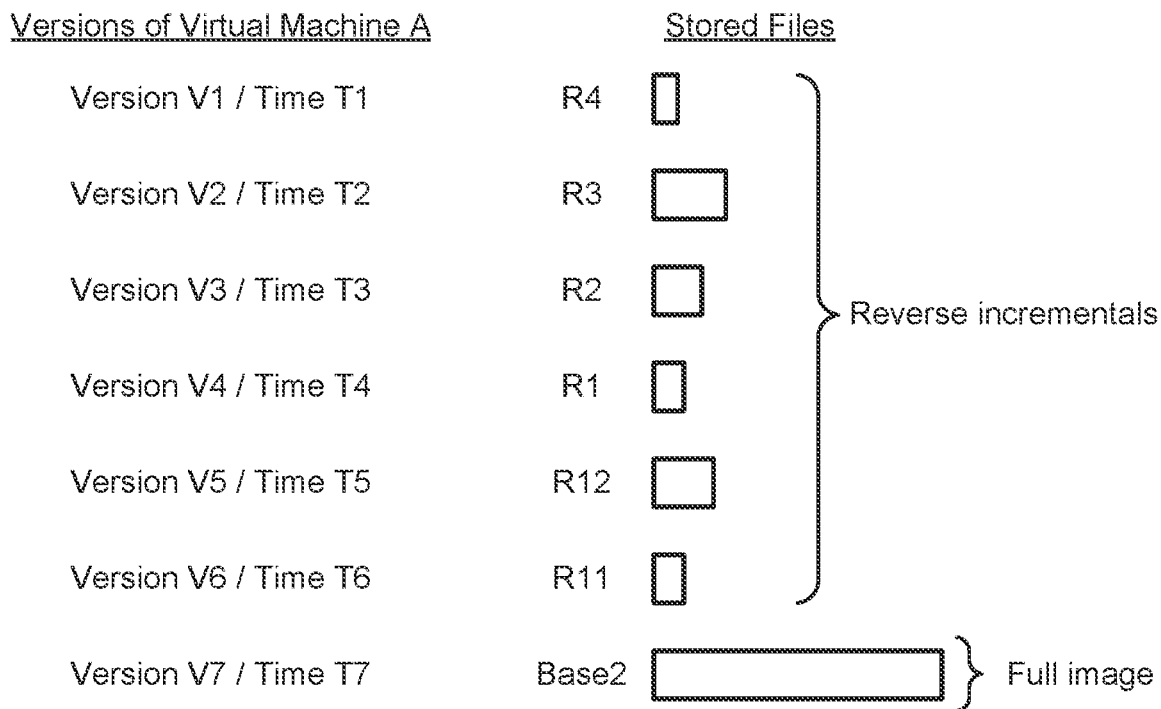 Versions of Virtual Machine A Stored Files
Version V1 / Time T1 R4
Version V2 / Time T2 R3
Version V3 / Time T3 R2
Reverse incrementals
Version V4 / Time T4 R1
Version V5 / Time T5 R12
Version V6 / Time T6 R11
Version V7 / Time T7 Base2 Full image